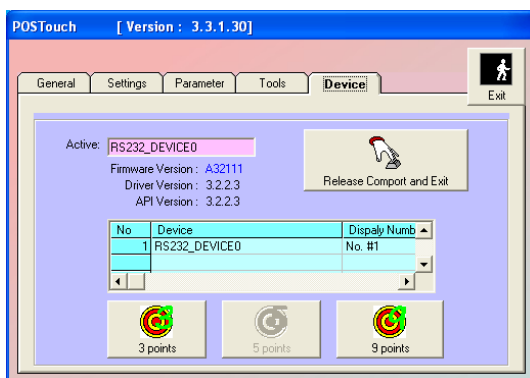 POSTouch [ Version : 3.3.1.30]
Exit
General Settings Parameter Tools Device
Active: RS232_DEVICE0
Firmware Version : A32111
Driver Version : 3.2.2.3
API Version : 3.2.2.3
Release Comport and Exit
No Device Dispaly Numb
1 RS232_DEVICE0 No. #1
3 points 5 points 9 points